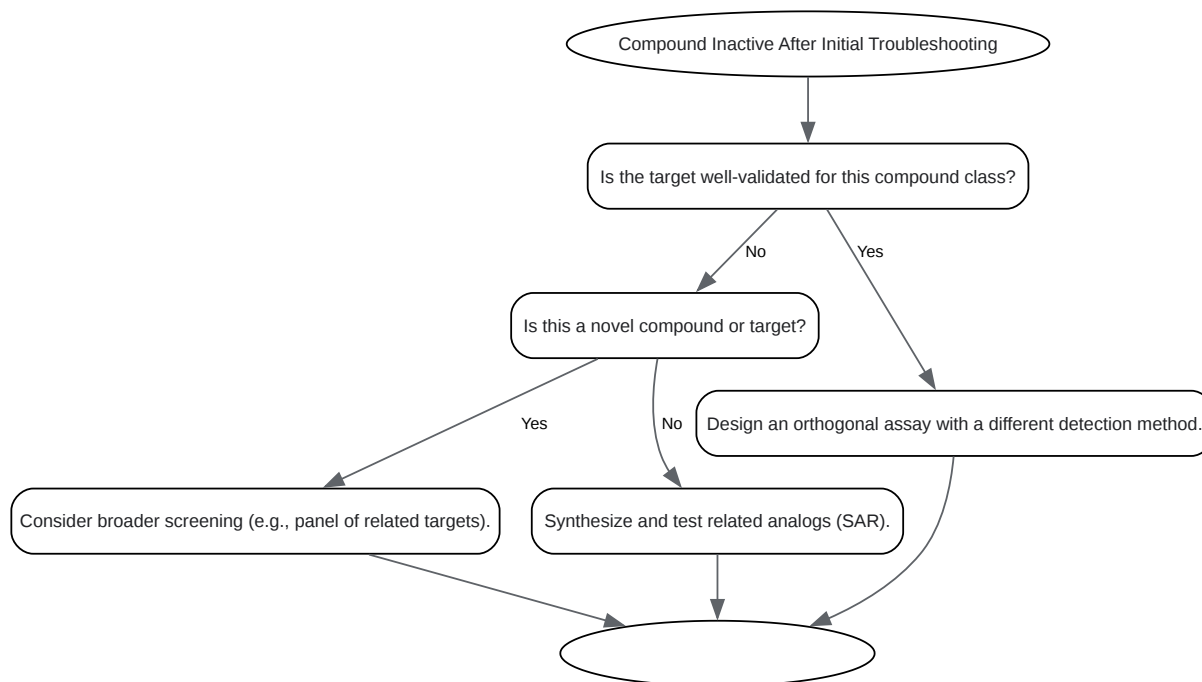 Compound Inactive After Initial Troubleshooting
Is the target well-validated for this compound class?
No
Yes
Is this a novel compound or target?
Yes
No
Design an orthogonal assay with a different detection method.
Consider broader screening (e.g., panel of related targets).
Synthesize and test related analogs (SAR).